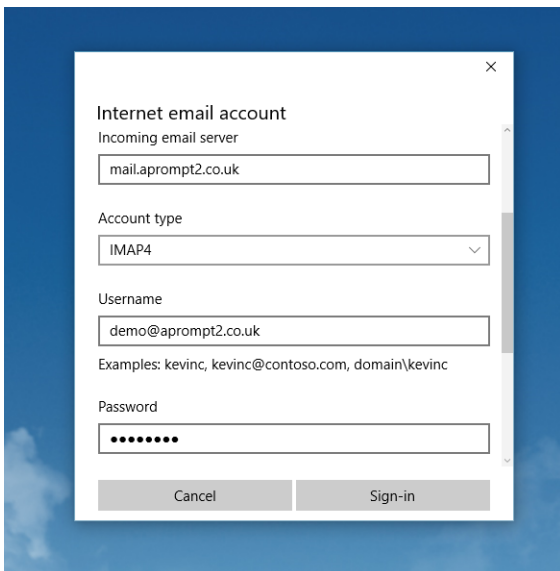 Internet email account
Incoming email server
mail.aprompt2.co.uk
Account type
IMAP4
Username
demo@aprompt2.co.uk
Examples: kevinc, kevinc@contoso.com, domain\kevinc
Password
●●●●●●●●
Cancel Sign-in